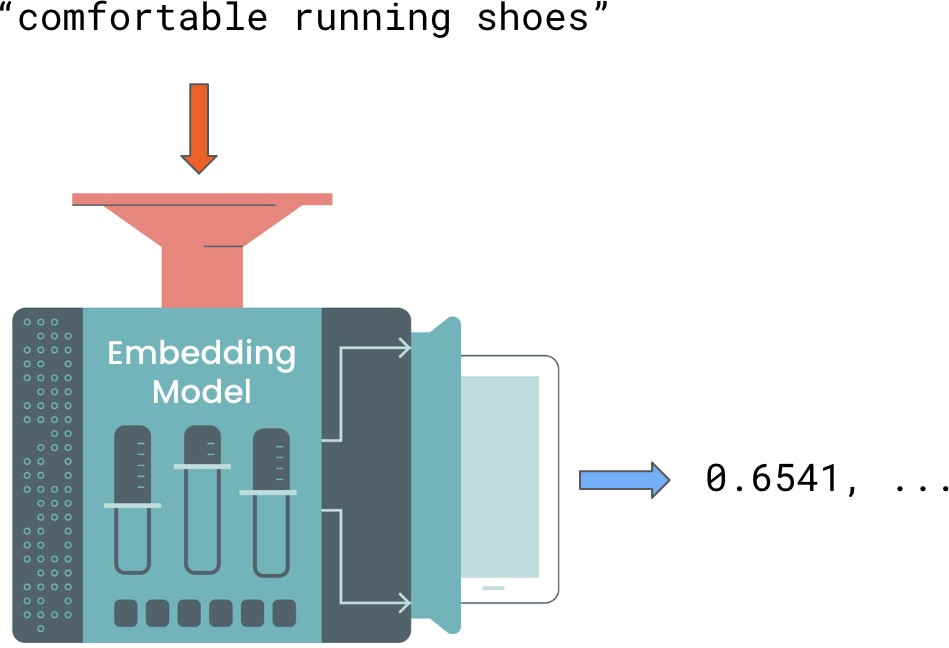 “comfortable running shoes”
Embedding
Model
0.6541, ...